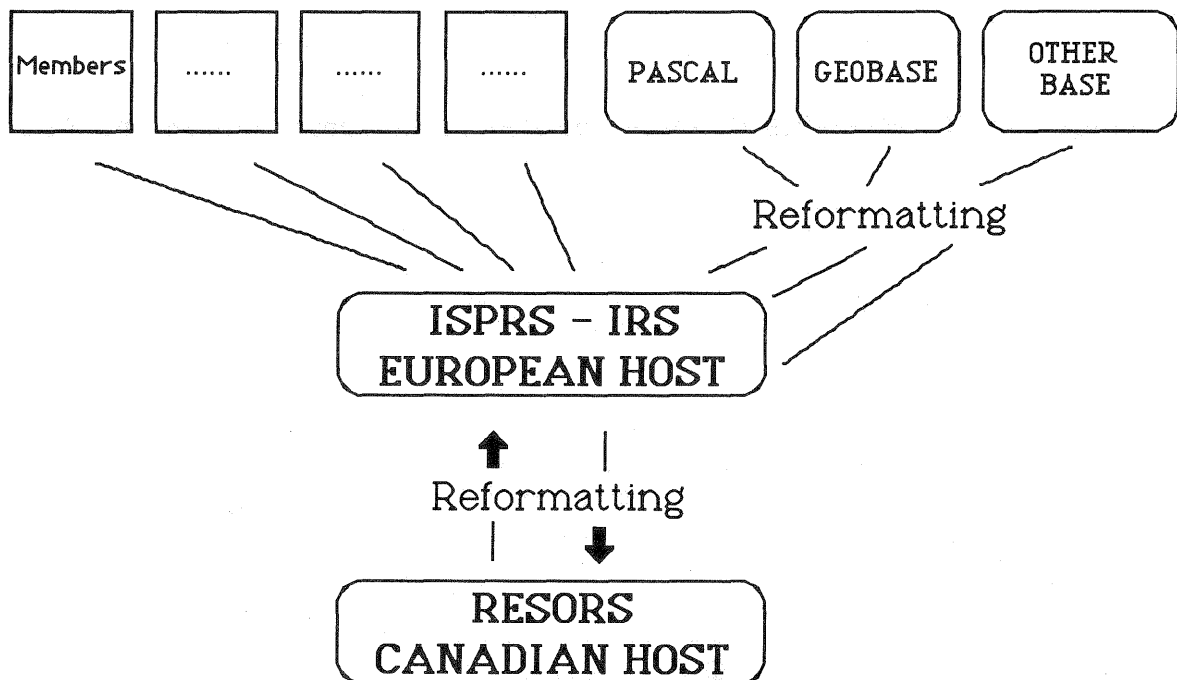 Members
......
......
......
PASCAL
GEOBASE
OTHER
BASE
Reformatting
ISPRS - IRS
EUROPEAN HOST
Reformatting
RESORS
CANADIAN HOST